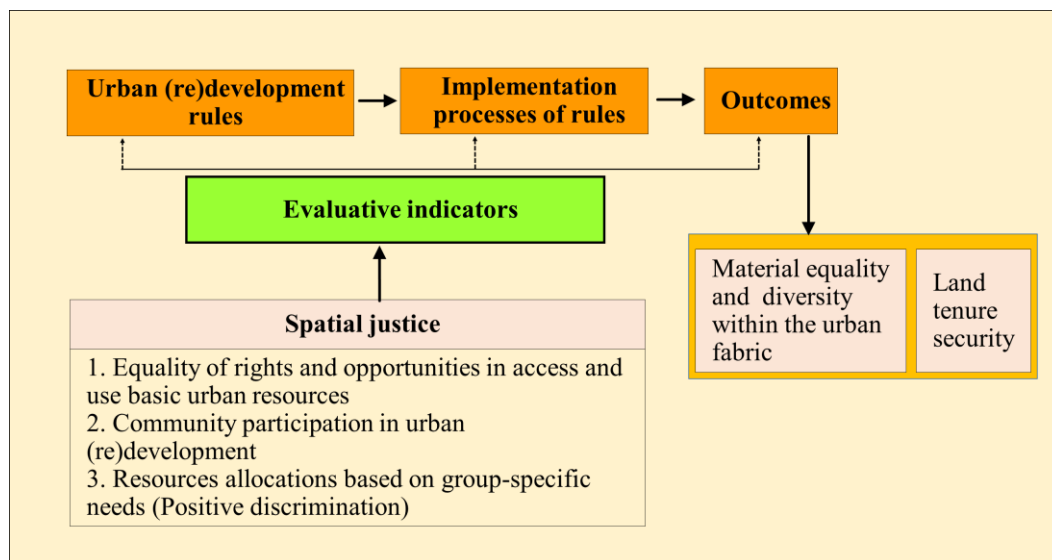 Urban (re)development
rules
Implementation
processes of rules
Outcomes
Evaluative indicators
Material equality
and diversity
within the urban
fabric
Land
tenure
security
Spatial justice
1. Equality of rights and opportunities in access and
use basic urban resources
2. Community participation in urban
(re)development
3. Resources allocations based on group-specific
needs (Positive discrimination)